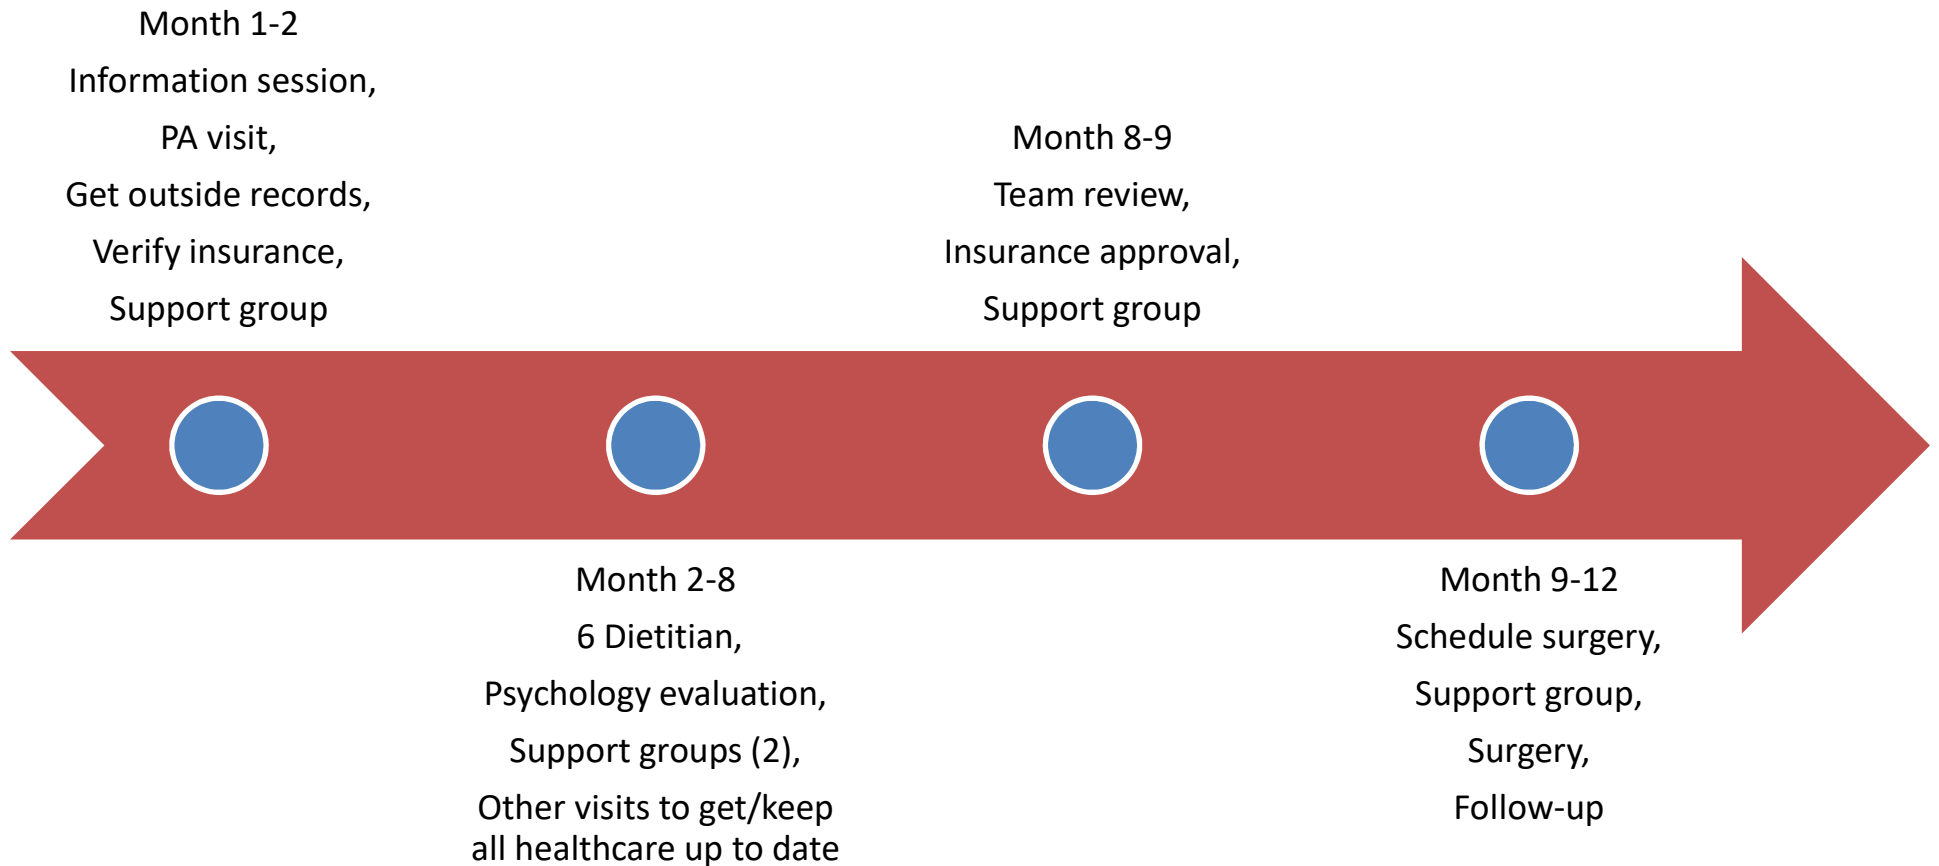 Month 1-2
Information session,
PA visit,
Get outside records,
Verify insurance,
Support group
Month 2-8
6 Dietitian,
Psychology evaluation,
Support groups (2),
Other visits to get/keep
all healthcare up to date
Month 8-9
Team review,
Insurance approval,
Support group
Month 9-12
Schedule surgery,
Support group,
Surgery,
Follow-up